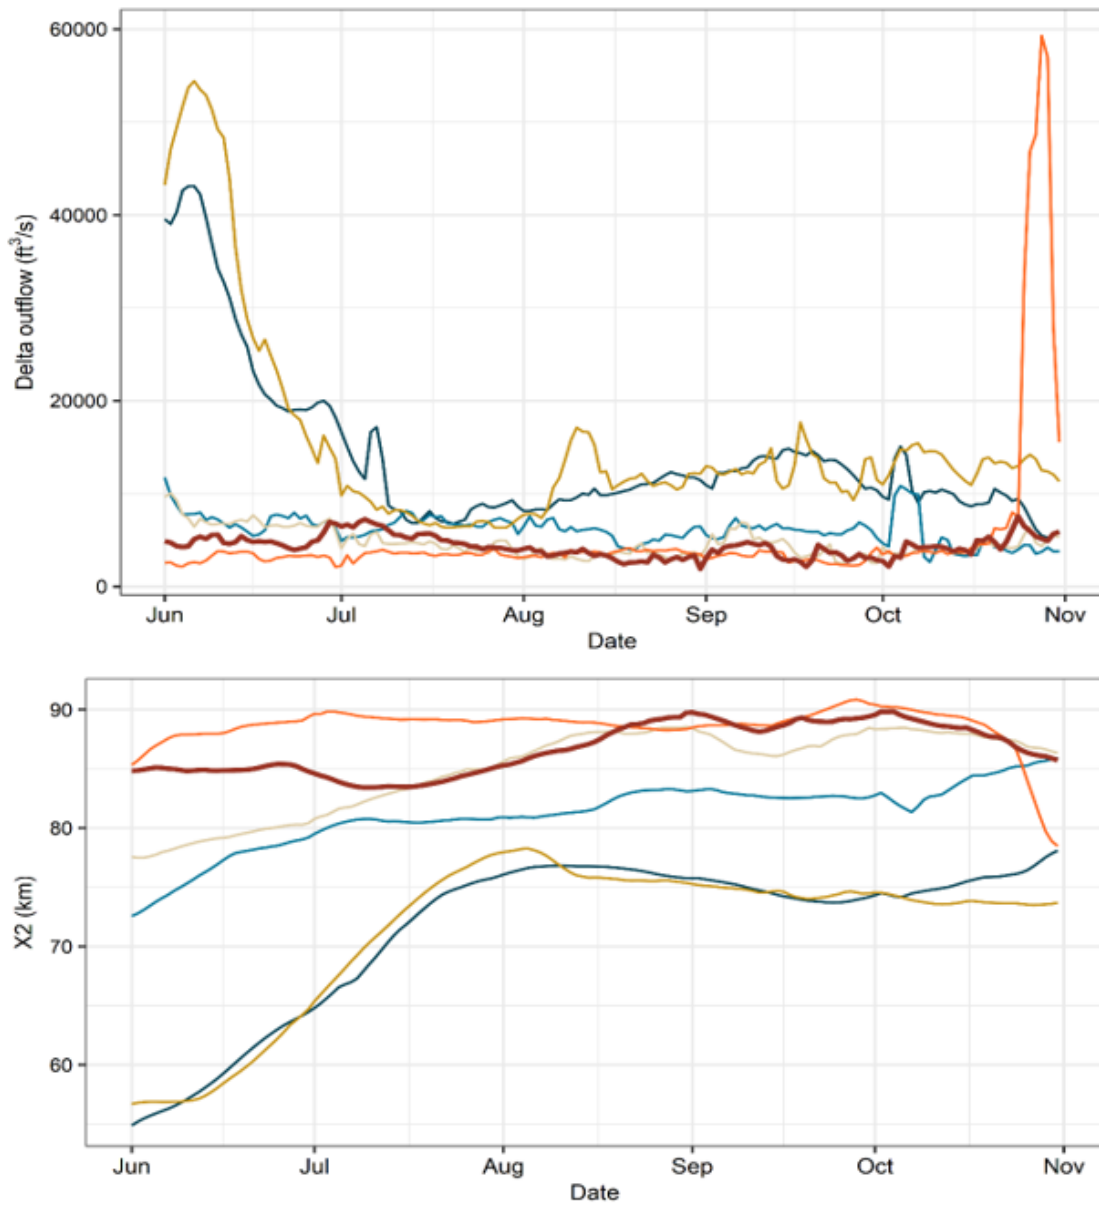 60000
40000
20000
0
Delta outflow (ft³/s)
Jun Jul Aug Sep Oct Nov
Date
90
80
70
60
X2 (km)
Jun Jul Aug Sep Oct Nov
Date